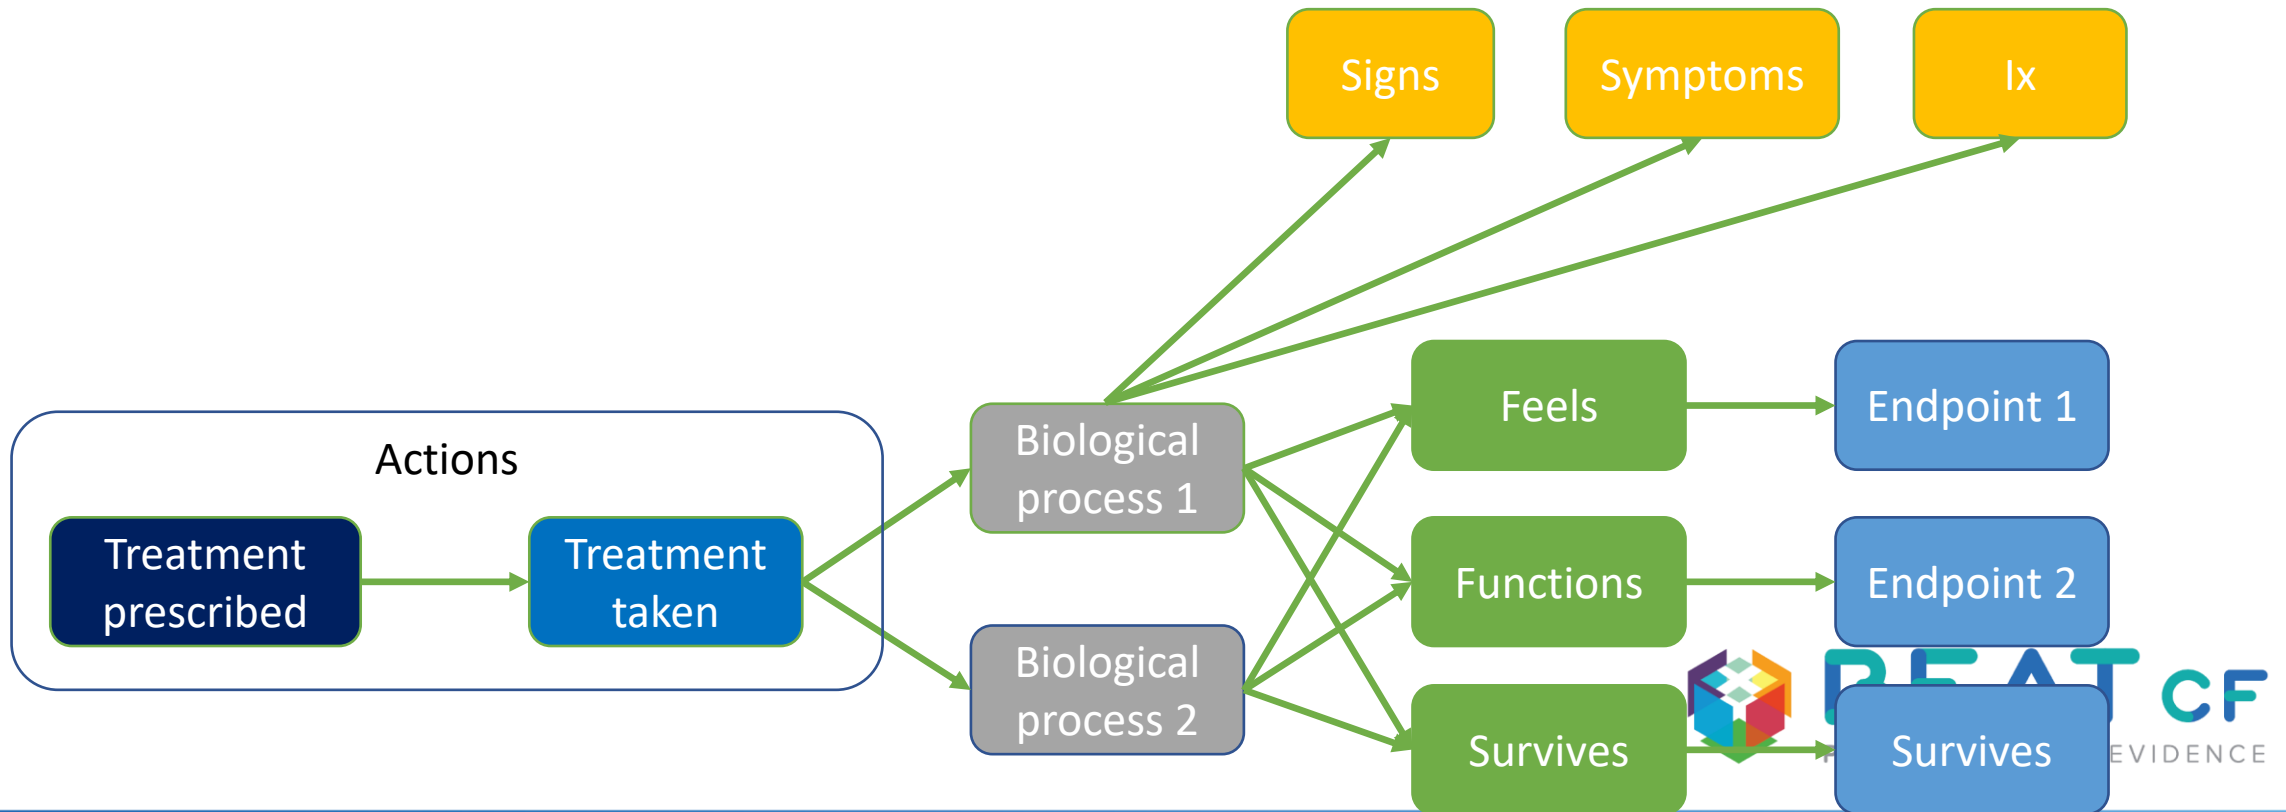 Signs
Symptoms
Ix
Actions
Treatment
prescribed
Treatment
taken
Biological
process 1
Biological
process 2
Feels
Functions
Survives
Endpoint 1
Endpoint 2
Survives
CF
EVIDENCE